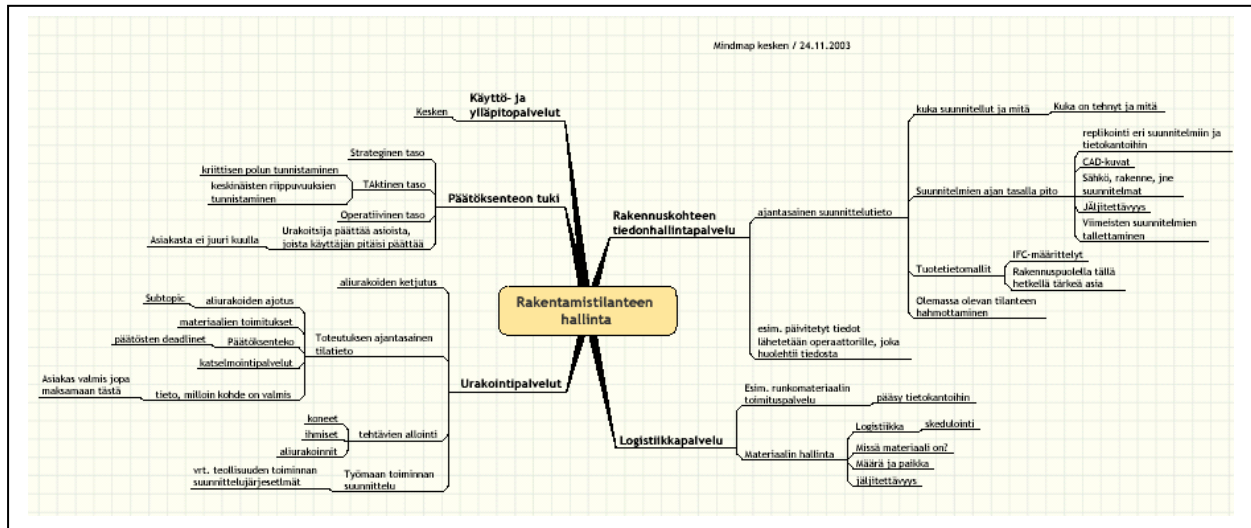 Mindmap kesken / 24.11.2003
Käyttö- ja
ylläpitopalvelut
Kesken
Päätöksenteon tuki
Strateginen taso
TAktinen taso
kriittisen polun tunnistaminen
keskinäisten riippuvuuksien
tunnistaminen
Operatiivinen taso
Urakoitsija päättää asioista,
joista käyttäjän pitäisi päättää
Asiakasta ei juuri kuulla
Urakointipalvelut
aliurakoiden ketjutus
Toteutuksen ajantasainen
tilatieto
aliurakoiden ajotus
Subtopic
materiaalien toimitukset
Päätöksenteko
päätösten deadlinet
katselmointipalvelut
tieto, milloin kohde on valmis
Asiakas valmis jopa
maksamaan tästä
tehtävien allointi
koneet
ihmiset
aliurakoinnit
Työmaan toiminnan
suunnittelu
vrt. teollisuuden toiminnan
suunnittelujärjesetlmät
Rakentamistilanteen
hallinta
Rakennuskohteen
tiedonhallintapalvelu
ajantasainen suunnittelutieto
kuka suunnitellut ja mitä
Kuka on tehnyt ja mitä
Suunnitelmien ajan tasalla pito
replikointi eri suunnitelmiin ja
tietokantoihin
CAD-kuvat
Sähkö, rakenne, jne
suunnitelmat
JÄljitettävyys
Viimeisten suunnitelmien
tallettaminen
Tuotetietomallit
IFC-määrittelyt
Rakennuspuolella tällä
hetkellä tärkeä asia
Olemassa olevan tilanteen
hahmottaminen
esim. päivitetyt tiedot
lähetetään operaattorille, joka
huolehtii tiedosta
Logistiikkapalvelu
Esim. runkomateriaalin
toimituspalvelu
pääsy tietokantoihin
Materiaalin hallinta
Logistiikka
skedulointi
Missä materiaali on?
Määrä ja paikka
jäljitettävyys